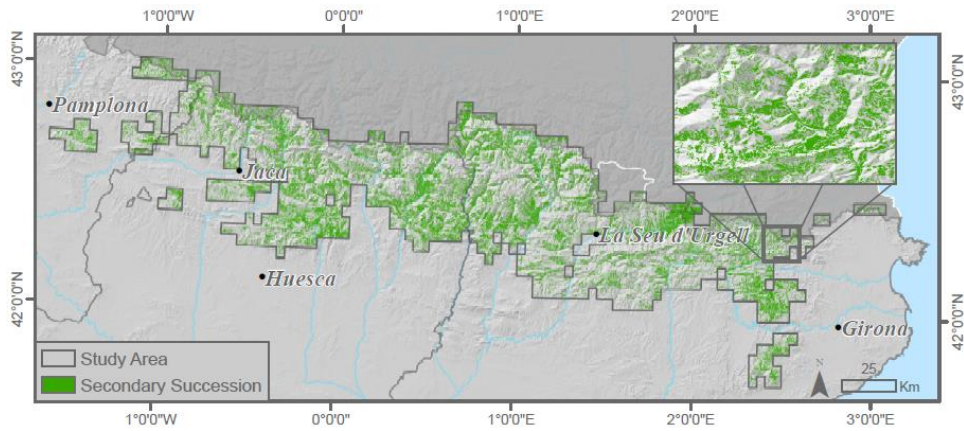 1°0'0"W 0°0'0" 1°0'0"E 2°0'0"E 3°0'0"E
43°0'0"N
43°0'0"N
Pamplona
Jaca
La Seu d'Urgell
Huesca
42°0'0"N
42°0'0"N
Girona
Study Area
Secondary Succession
N
25
Km
1°0'0"W 0°0'0" 1°0'0"E 2°0'0"E 3°0'0"E